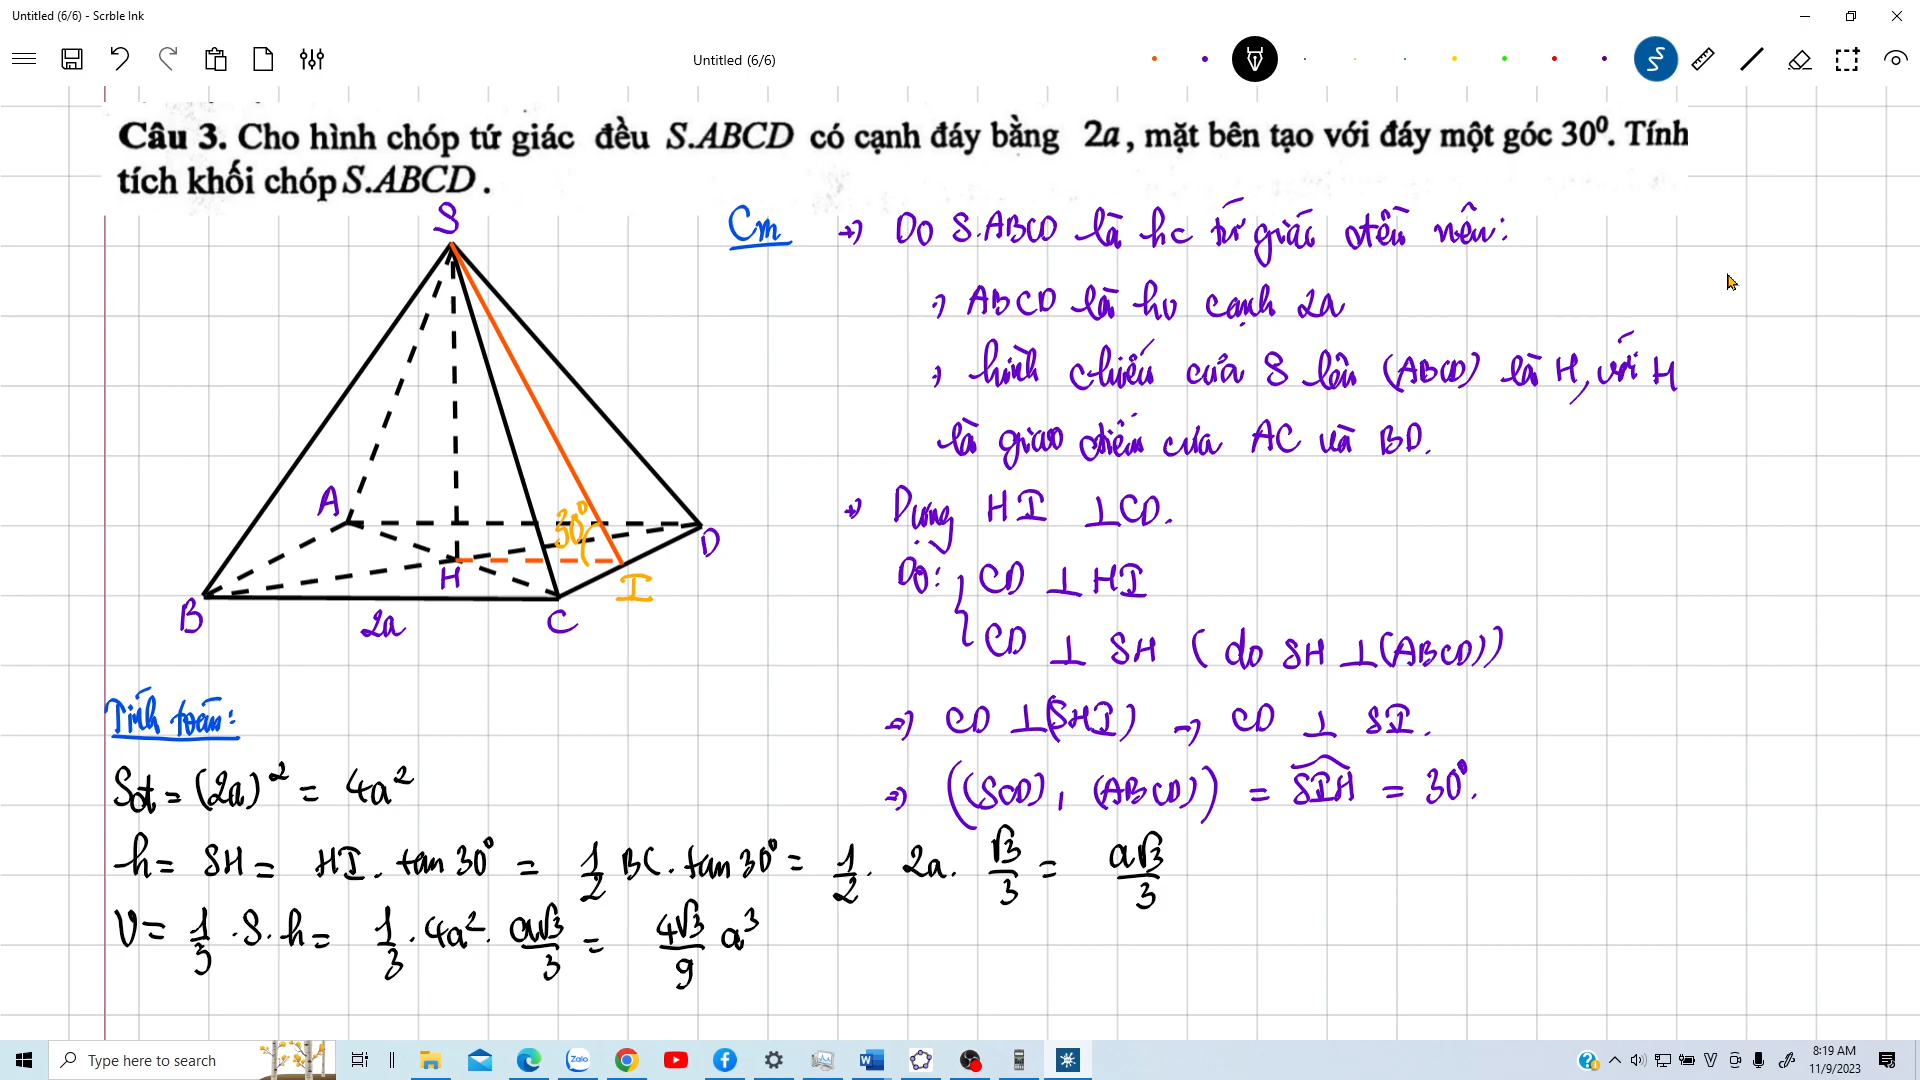 Untitled (6/6) - Scrble Ink
Untitled (6/6)
Câu 3. Cho hình chóp tứ giác đều S.ABCD có cạnh đáy bằng 2a, mặt bên tạo với đáy một góc 30⁰. Tính
tích khối chóp S.ABCD.
S
A
B
C
D
H
I
30⁰
2a
Cm
→ Do S.ABCD là hc tứ giác đều nên:
, ABCD là hv cạnh 2a
, hình chiếu của S lên (ABCD) là H, với H
là giao điểm của AC và BD.
→ Dựng HI ⊥ CD.
Do: { CD ⊥ HI
CD ⊥ SH (do SH ⊥ (ABCD))
⇒ CD ⊥ (SHI) ⇒ CD ⊥ SI.
⇒ ((SCD), (ABCD)) = SIH = 30⁰.
Tính toán:
Sđ = (2a)² = 4a²
h = SH = HI. tan 30⁰ = 1/2 BC. tan 30⁰ = 1/2 . 2a. √3/3 = a√3/3
V = 1/3 .S.h = 1/3 . 4a². a√3/3 = 4√3/9 a³
Type here to search
Zalo
8:19 AM
11/9/2023